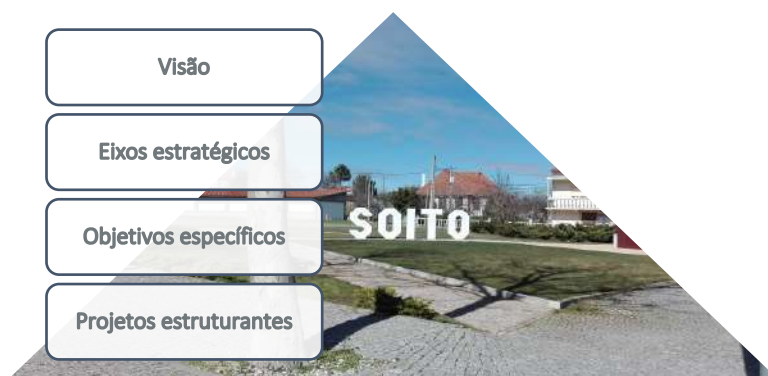 Visão
Eixos estratégicos
Objetivos específicos
SOITO
Projetos estruturantes